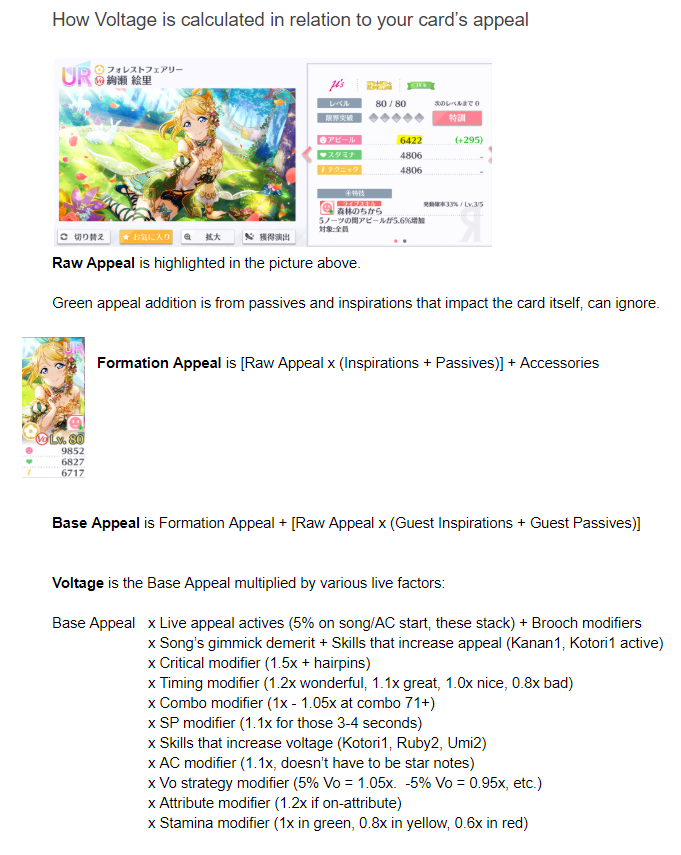 How Voltage is calculated in relation to your card's appeal
UR
フォレストフェアリー
Vo 絢瀬 絵里
μ's
レベル 80 / 80 次のレベルまで 0
限界突破 特訓
アピール 6422 (+295)
スタミナ 4806 -
テクニック 4806 -
特技
ライブスキル 発動確率33% / Lv.3/5
森林のちから
5ノーツの間アピールが5.6%増加
対象:全員
R
切り替え
お気に入り
拡大
獲得演出
Raw Appeal is highlighted in the picture above.
Green appeal addition is from passives and inspirations that impact the card itself, can ignore.
UR
Vo Lv. 80
9852
6827
6717
Formation Appeal is [Raw Appeal x (Inspirations + Passives)] + Accessories
Base Appeal is Formation Appeal + [Raw Appeal x (Guest Inspirations + Guest Passives)]
Voltage is the Base Appeal multiplied by various live factors:
Base Appeal x Live appeal actives (5% on song/AC start, these stack) + Brooch modifiers
x Song's gimmick demerit + Skills that increase appeal (Kanan1, Kotori1 active)
x Critical modifier (1.5x + hairpins)
x Timing modifier (1.2x wonderful, 1.1x great, 1.0x nice, 0.8x bad)
x Combo modifier (1x - 1.05x at combo 71+)
x SP modifier (1.1x for those 3-4 seconds)
x Skills that increase voltage (Kotori1, Ruby2, Umi2)
x AC modifier (1.1x, doesn't have to be star notes)
x Vo strategy modifier (5% Vo = 1.05x.  -5% Vo = 0.95x, etc.)
x Attribute modifier (1.2x if on-attribute)
x Stamina modifier (1x in green, 0.8x in yellow, 0.6x in red)